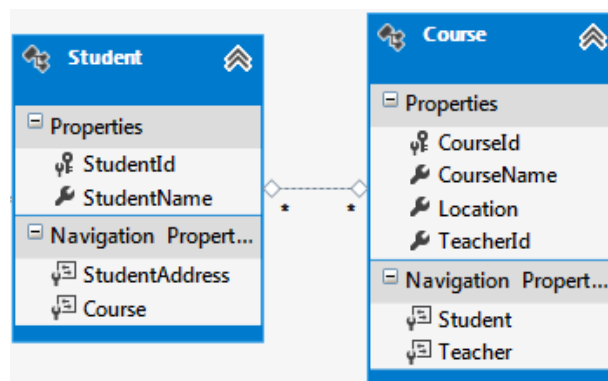 Student
Properties
StudentId
StudentName
Navigation Propert...
StudentAddress
Course
* *
Course
Properties
CourseId
CourseName
Location
TeacherId
Navigation Propert...
Student
Teacher